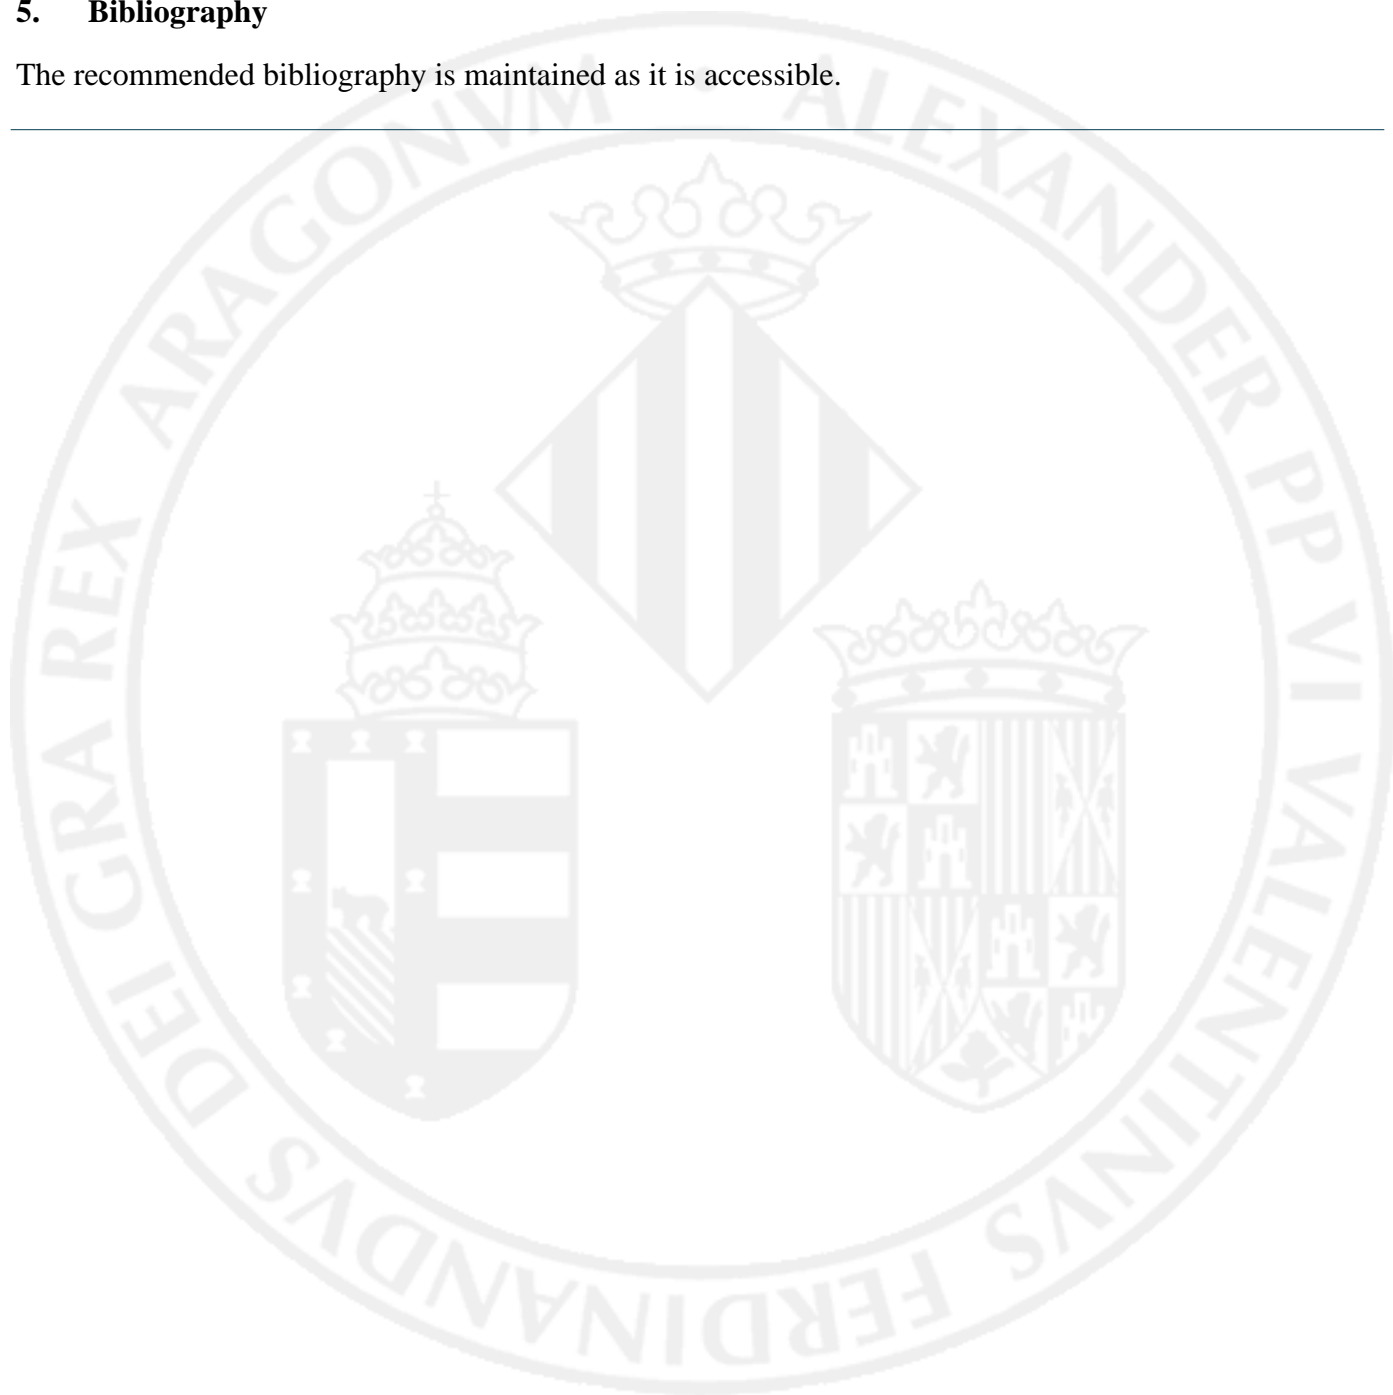 5. Bibliography
The recommended bibliography is maintained as it is accessible.
ALEXANDER PP VI VALENTINVS FERDINANDVS DEI GRA REX ARAGONVM